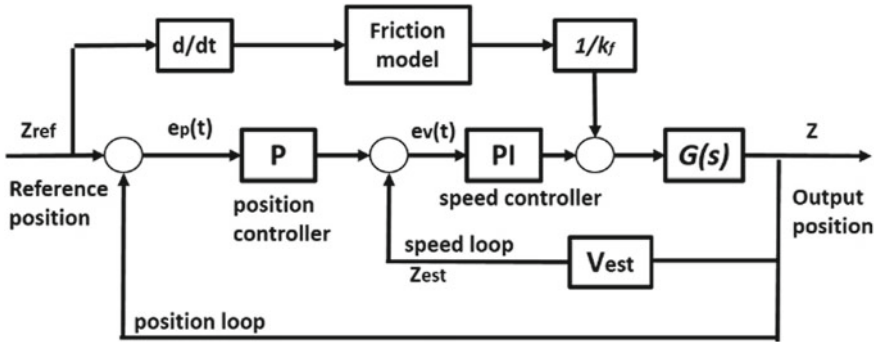 d/dt
Friction
model
1/kf
Zref
ep(t)
ev(t)
Z
P
PI
G(s)
Reference
position
position
controller
speed controller
Output
position
speed loop
Zest
Vest
position loop